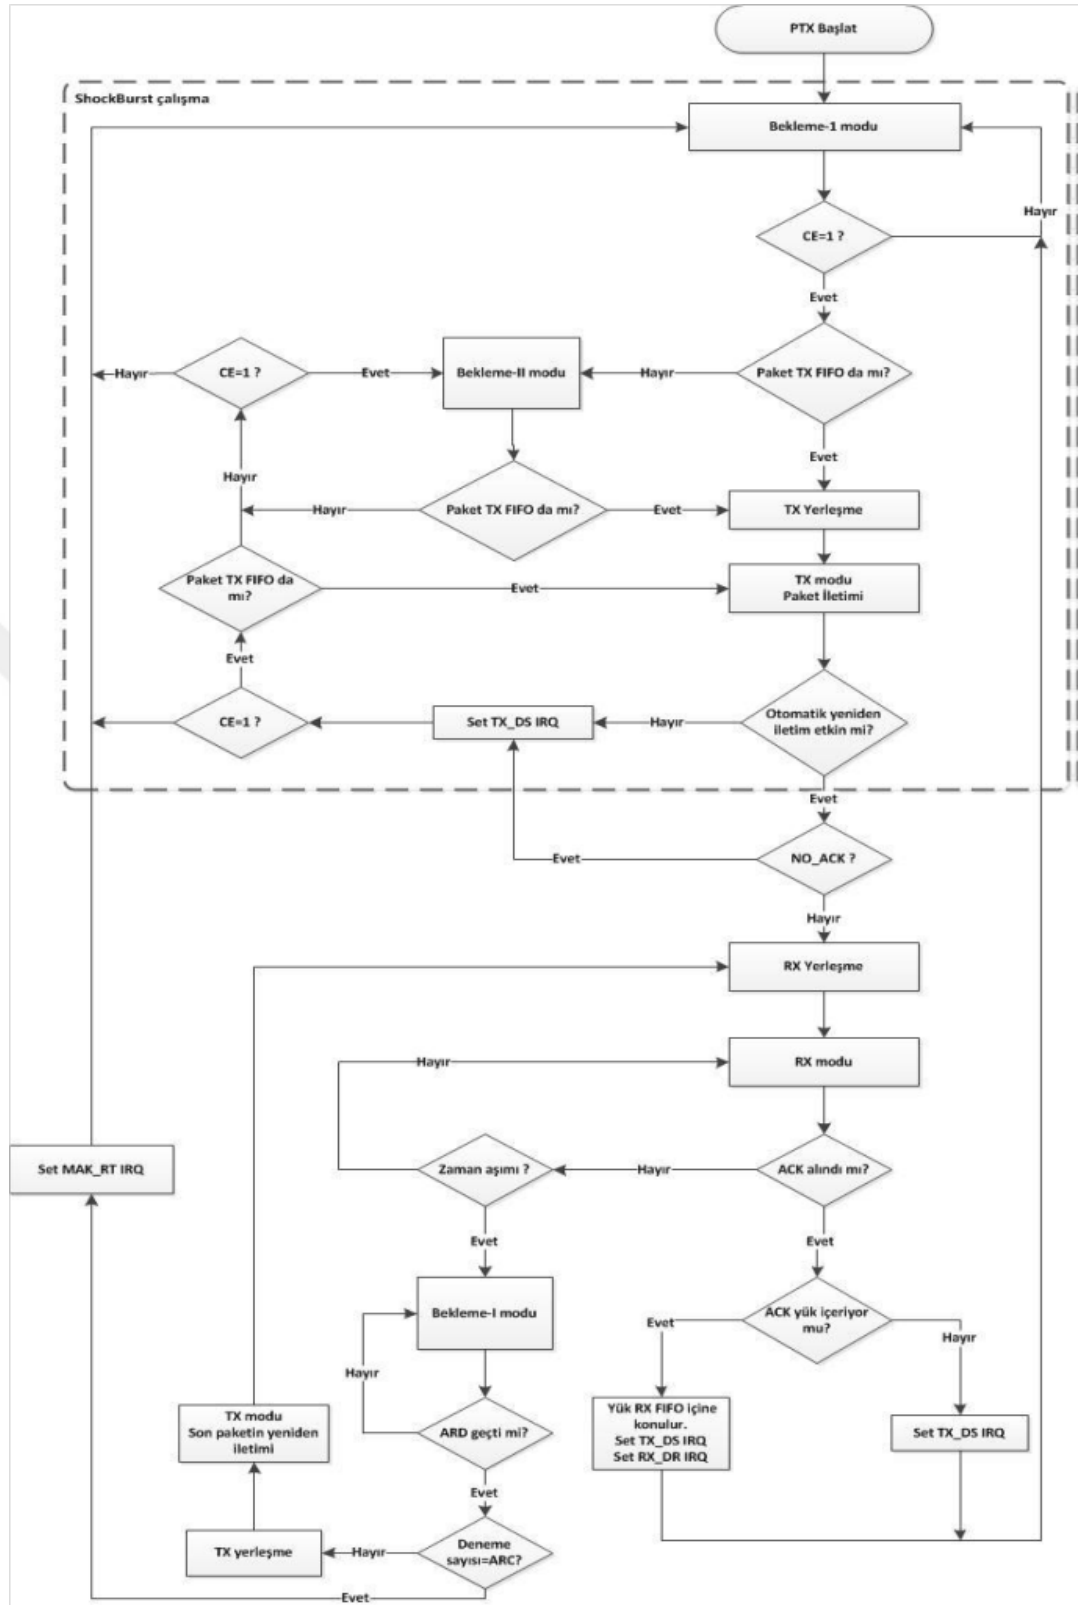 PTX Başlat
ShockBurst çalışma
Bekleme-1 modu
Hayır
CE=1 ?
Evet
Hayır
CE=1 ?
Evet
Bekleme-II modu
Hayır
Paket TX FIFO da mı?
Evet
Hayır
Hayır
Paket TX FIFO da mı?
Evet
TX Yerleşme
Paket TX FIFO da
mı?
Evet
TX modu
Paket İletimi
Evet
CE=1 ?
Set TX_DS IRQ
Hayır
Otomatik yeniden
iletim etkin mi?
Evet
Evet
NO_ACK ?
Hayır
RX Yerleşme
Hayır
RX modu
Set MAK_RT IRQ
Zaman aşımı ?
Hayır
ACK alındı mı?
Evet
Evet
Bekleme-I modu
ACK yük içeriyor
mu?
Evet
Hayır
Hayır
TX modu
Son paketin yeniden
iletimi
ARD geçti mi?
Yük RX FIFO içine
konulur.
Set TX_DS IRQ
Set RX_DR IRQ
Set TX_DS IRQ
Evet
TX yerleşme
Hayır
Deneme
sayısı=ARC?
Evet